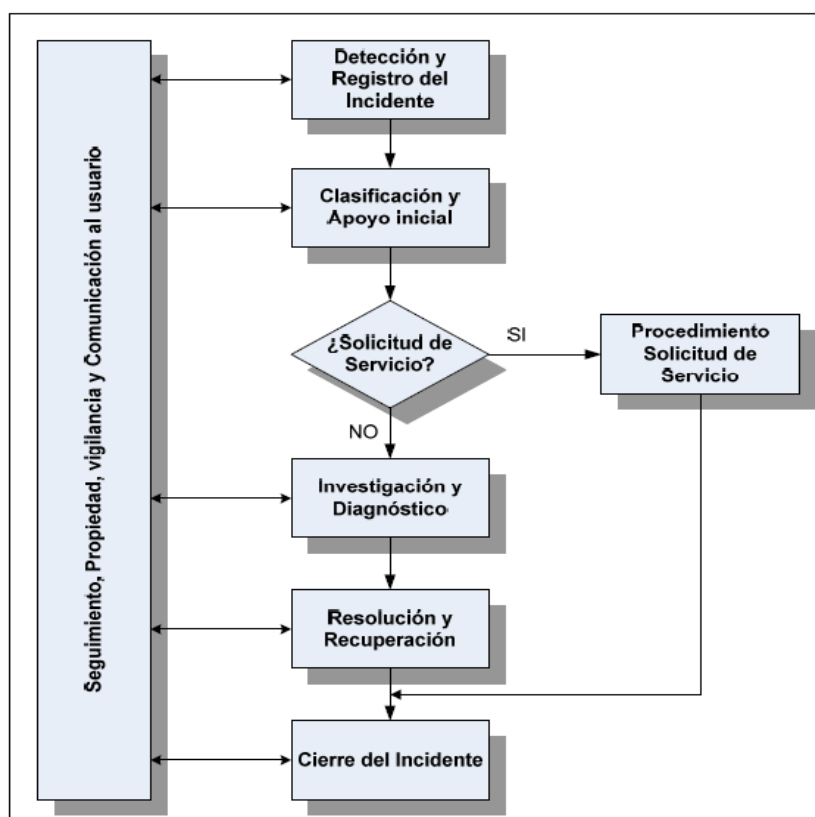 Seguimiento, Propiedad, vigilancia y Comunicación al usuario
Detección y
Registro del
Incidente
Clasificación y
Apoyo inicial
¿Solicitud de
Servicio?
SI
Procedimiento
Solicitud de
Servicio
NO
Investigación y
Diagnóstico
Resolución y
Recuperación
Cierre del Incidente